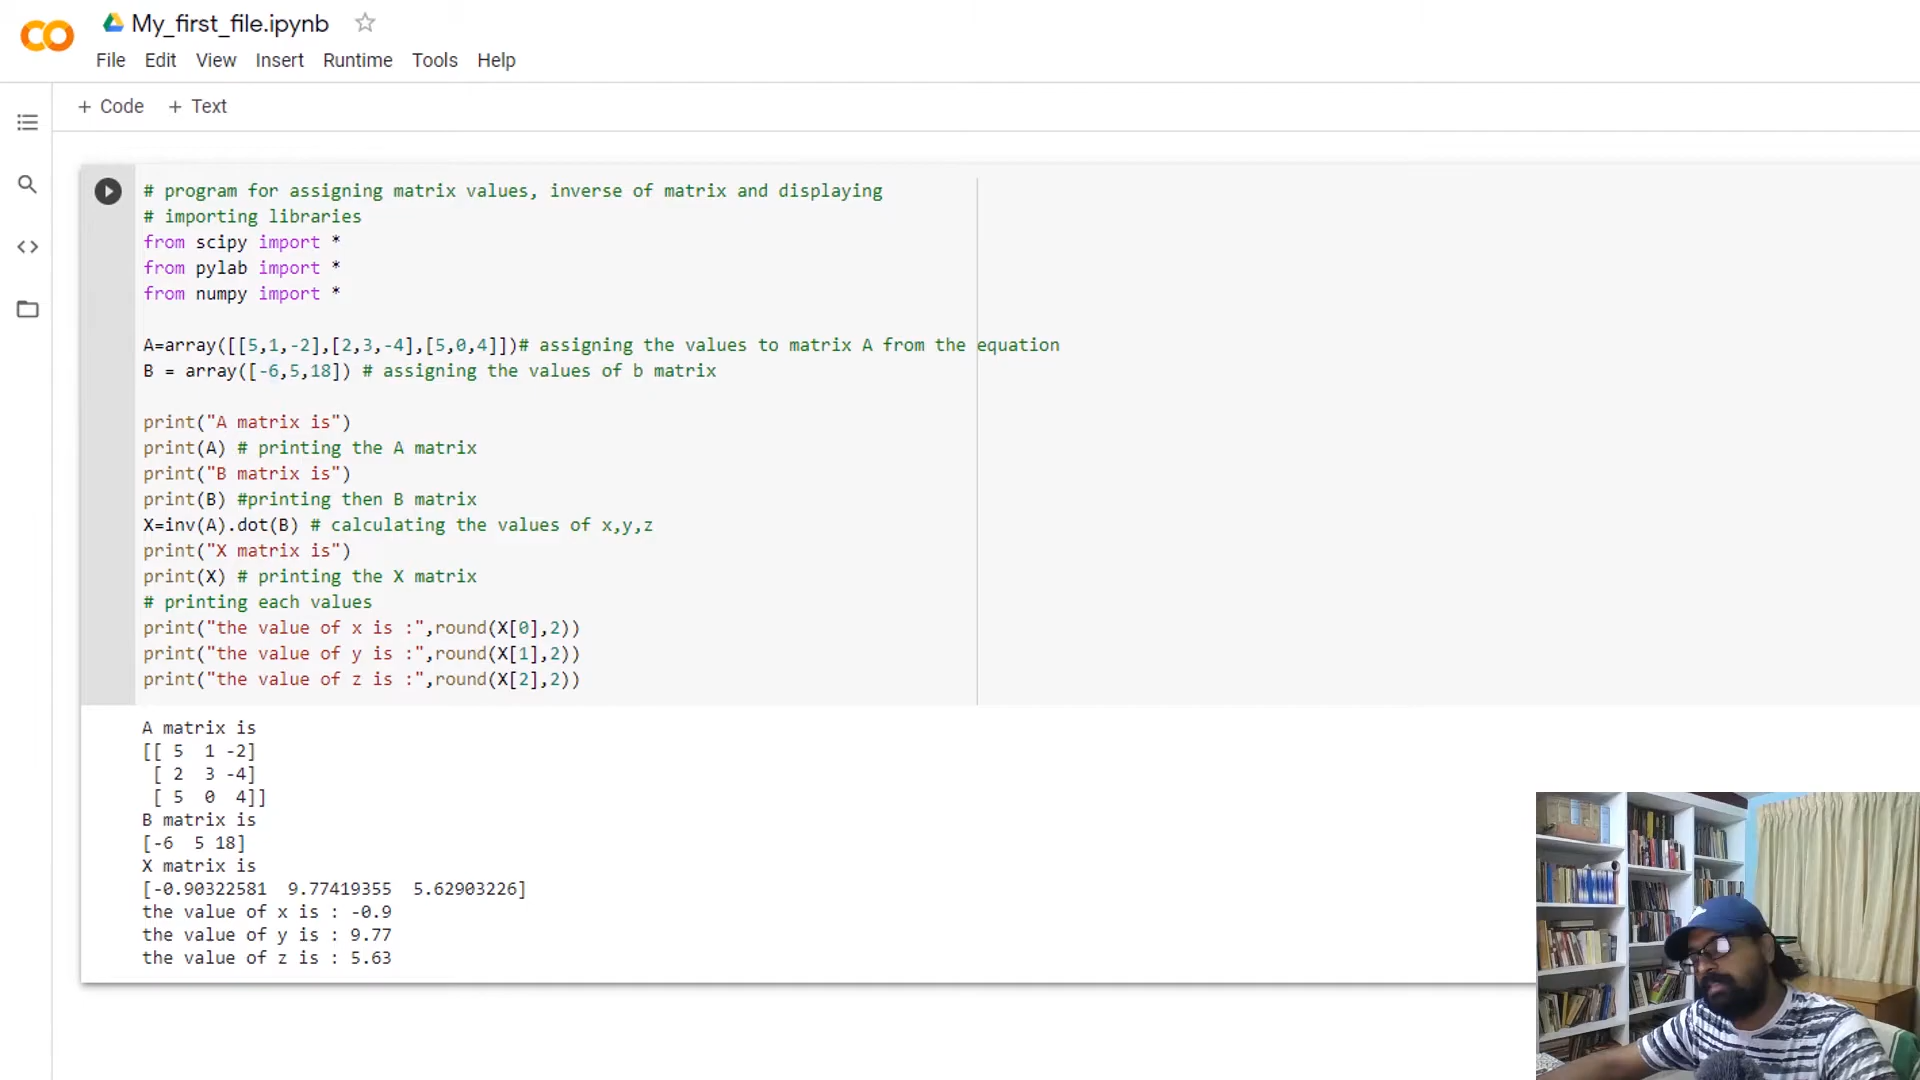 My_first_file.ipynb
File Edit View Insert Runtime Tools Help
+ Code + Text
# program for assigning matrix values, inverse of matrix and displaying
# importing libraries
from scipy import *
from pylab import *
from numpy import *
A=array([[5,1,-2],[2,3,-4],[5,0,4]])# assigning the values to matrix A from the equation
B = array([-6,5,18]) # assigning the values of b matrix
print("A matrix is")
print(A) # printing the A matrix
print("B matrix is")
print(B) #printing then B matrix
X=inv(A).dot(B) # calculating the values of x,y,z
print("X matrix is")
print(X) # printing the X matrix
# printing each values
print("the value of x is :",round(X[0],2))
print("the value of y is :",round(X[1],2))
print("the value of z is :",round(X[2],2))
A matrix is
[[ 5  1 -2]
 [ 2  3 -4]
 [ 5  0  4]]
B matrix is
[-6  5 18]
X matrix is
[-0.90322581  9.77419355  5.62903226]
the value of x is : -0.9
the value of y is : 9.77
the value of z is : 5.63